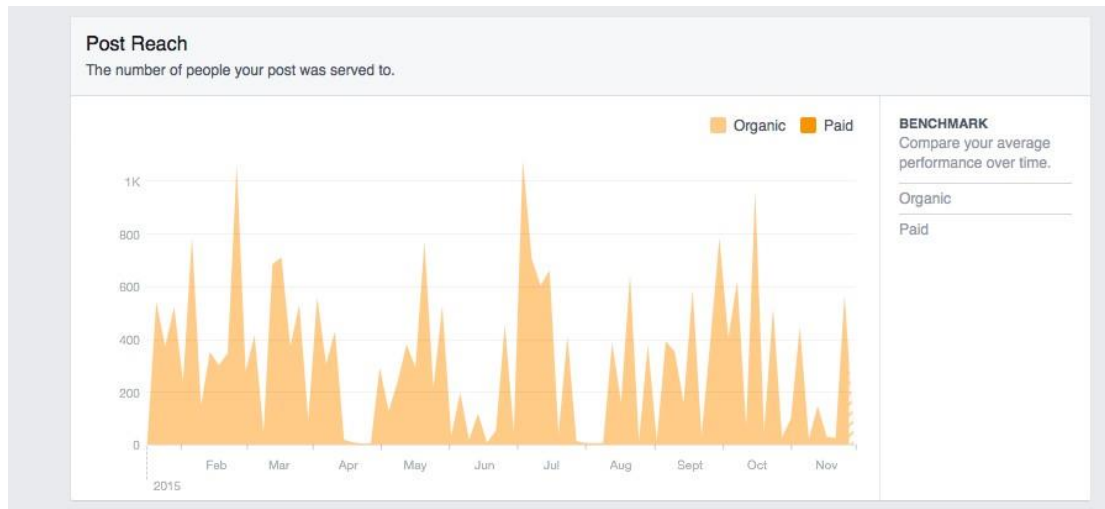 Post Reach
The number of people your post was served to.
Organic Paid
BENCHMARK
Compare your average
performance over time.
Organic
Paid
1K
800
600
400
200
0
Feb Mar Apr May Jun Jul Aug Sept Oct Nov
2015